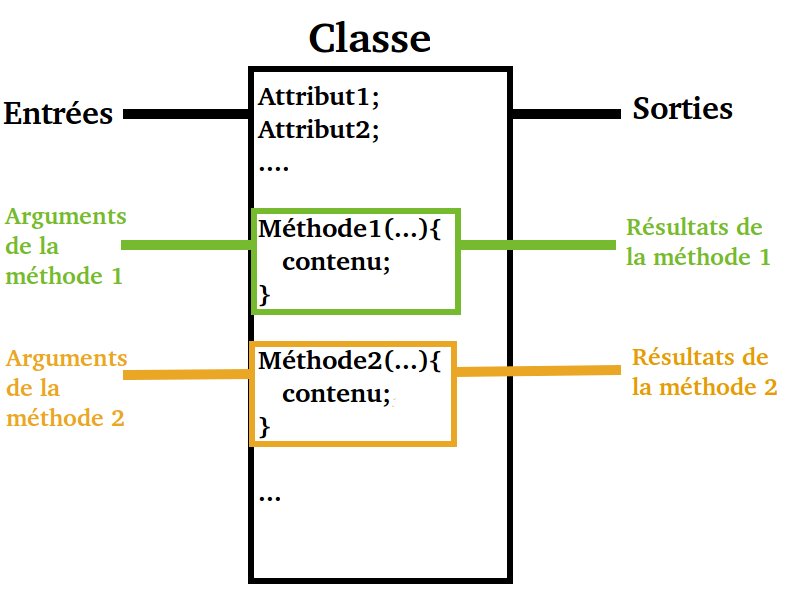 Classe
Entrées
Attribut1;
Attribut2;
....
Sorties
Arguments
de la
méthode 1
Méthode1(...){
contenu;
}
Résultats de
la méthode 1
Arguments
de la
méthode 2
Méthode2(...){
contenu;
}
Résultats de
la méthode 2
...